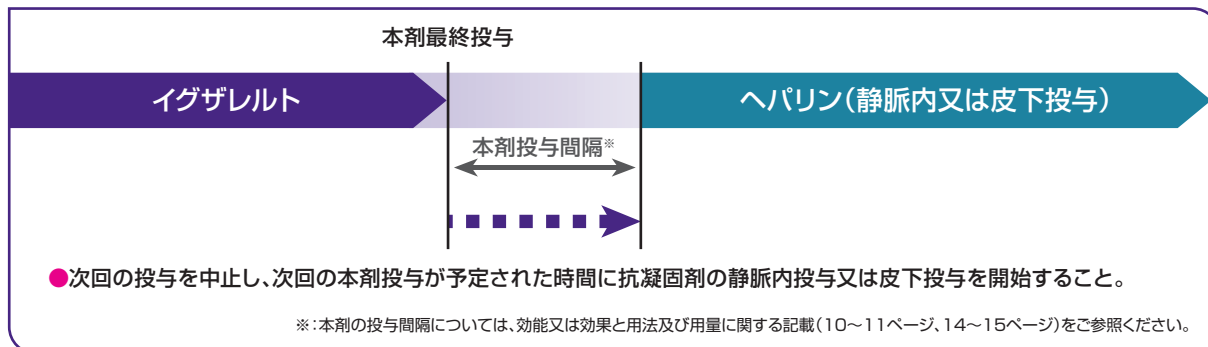 本剤最終投与
イグザレルト
ヘパリン（静脈内又は皮下投与）
本剤投与間隔※
●次回の投与を中止し、次回の本剤投与が予定された時間に抗凝固剤の静脈内投与又は皮下投与を開始すること。
※：本剤の投与間隔については、効能又は効果と用法及び用量に関する記載（10～11ページ、14～15ページ）をご参照ください。